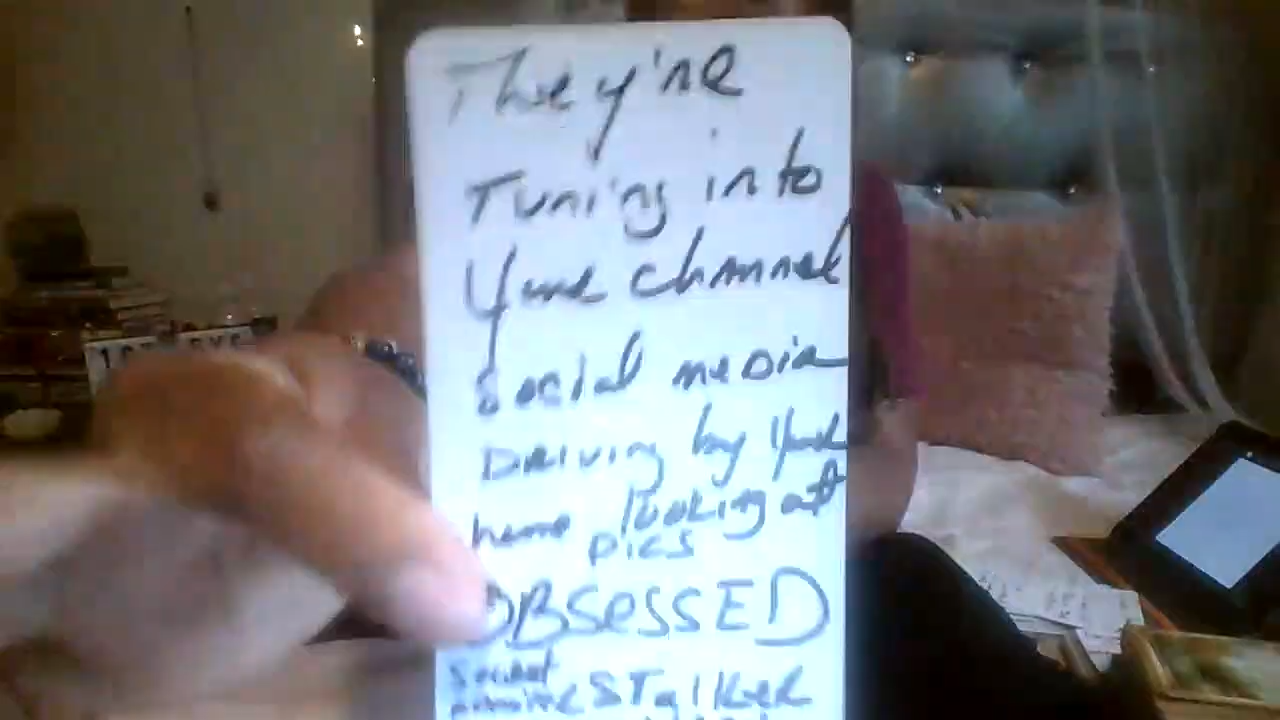 They're
Tuning into
Your channel
social media
Driving by your
home looking at
pics
OBSESSED
social
STalker